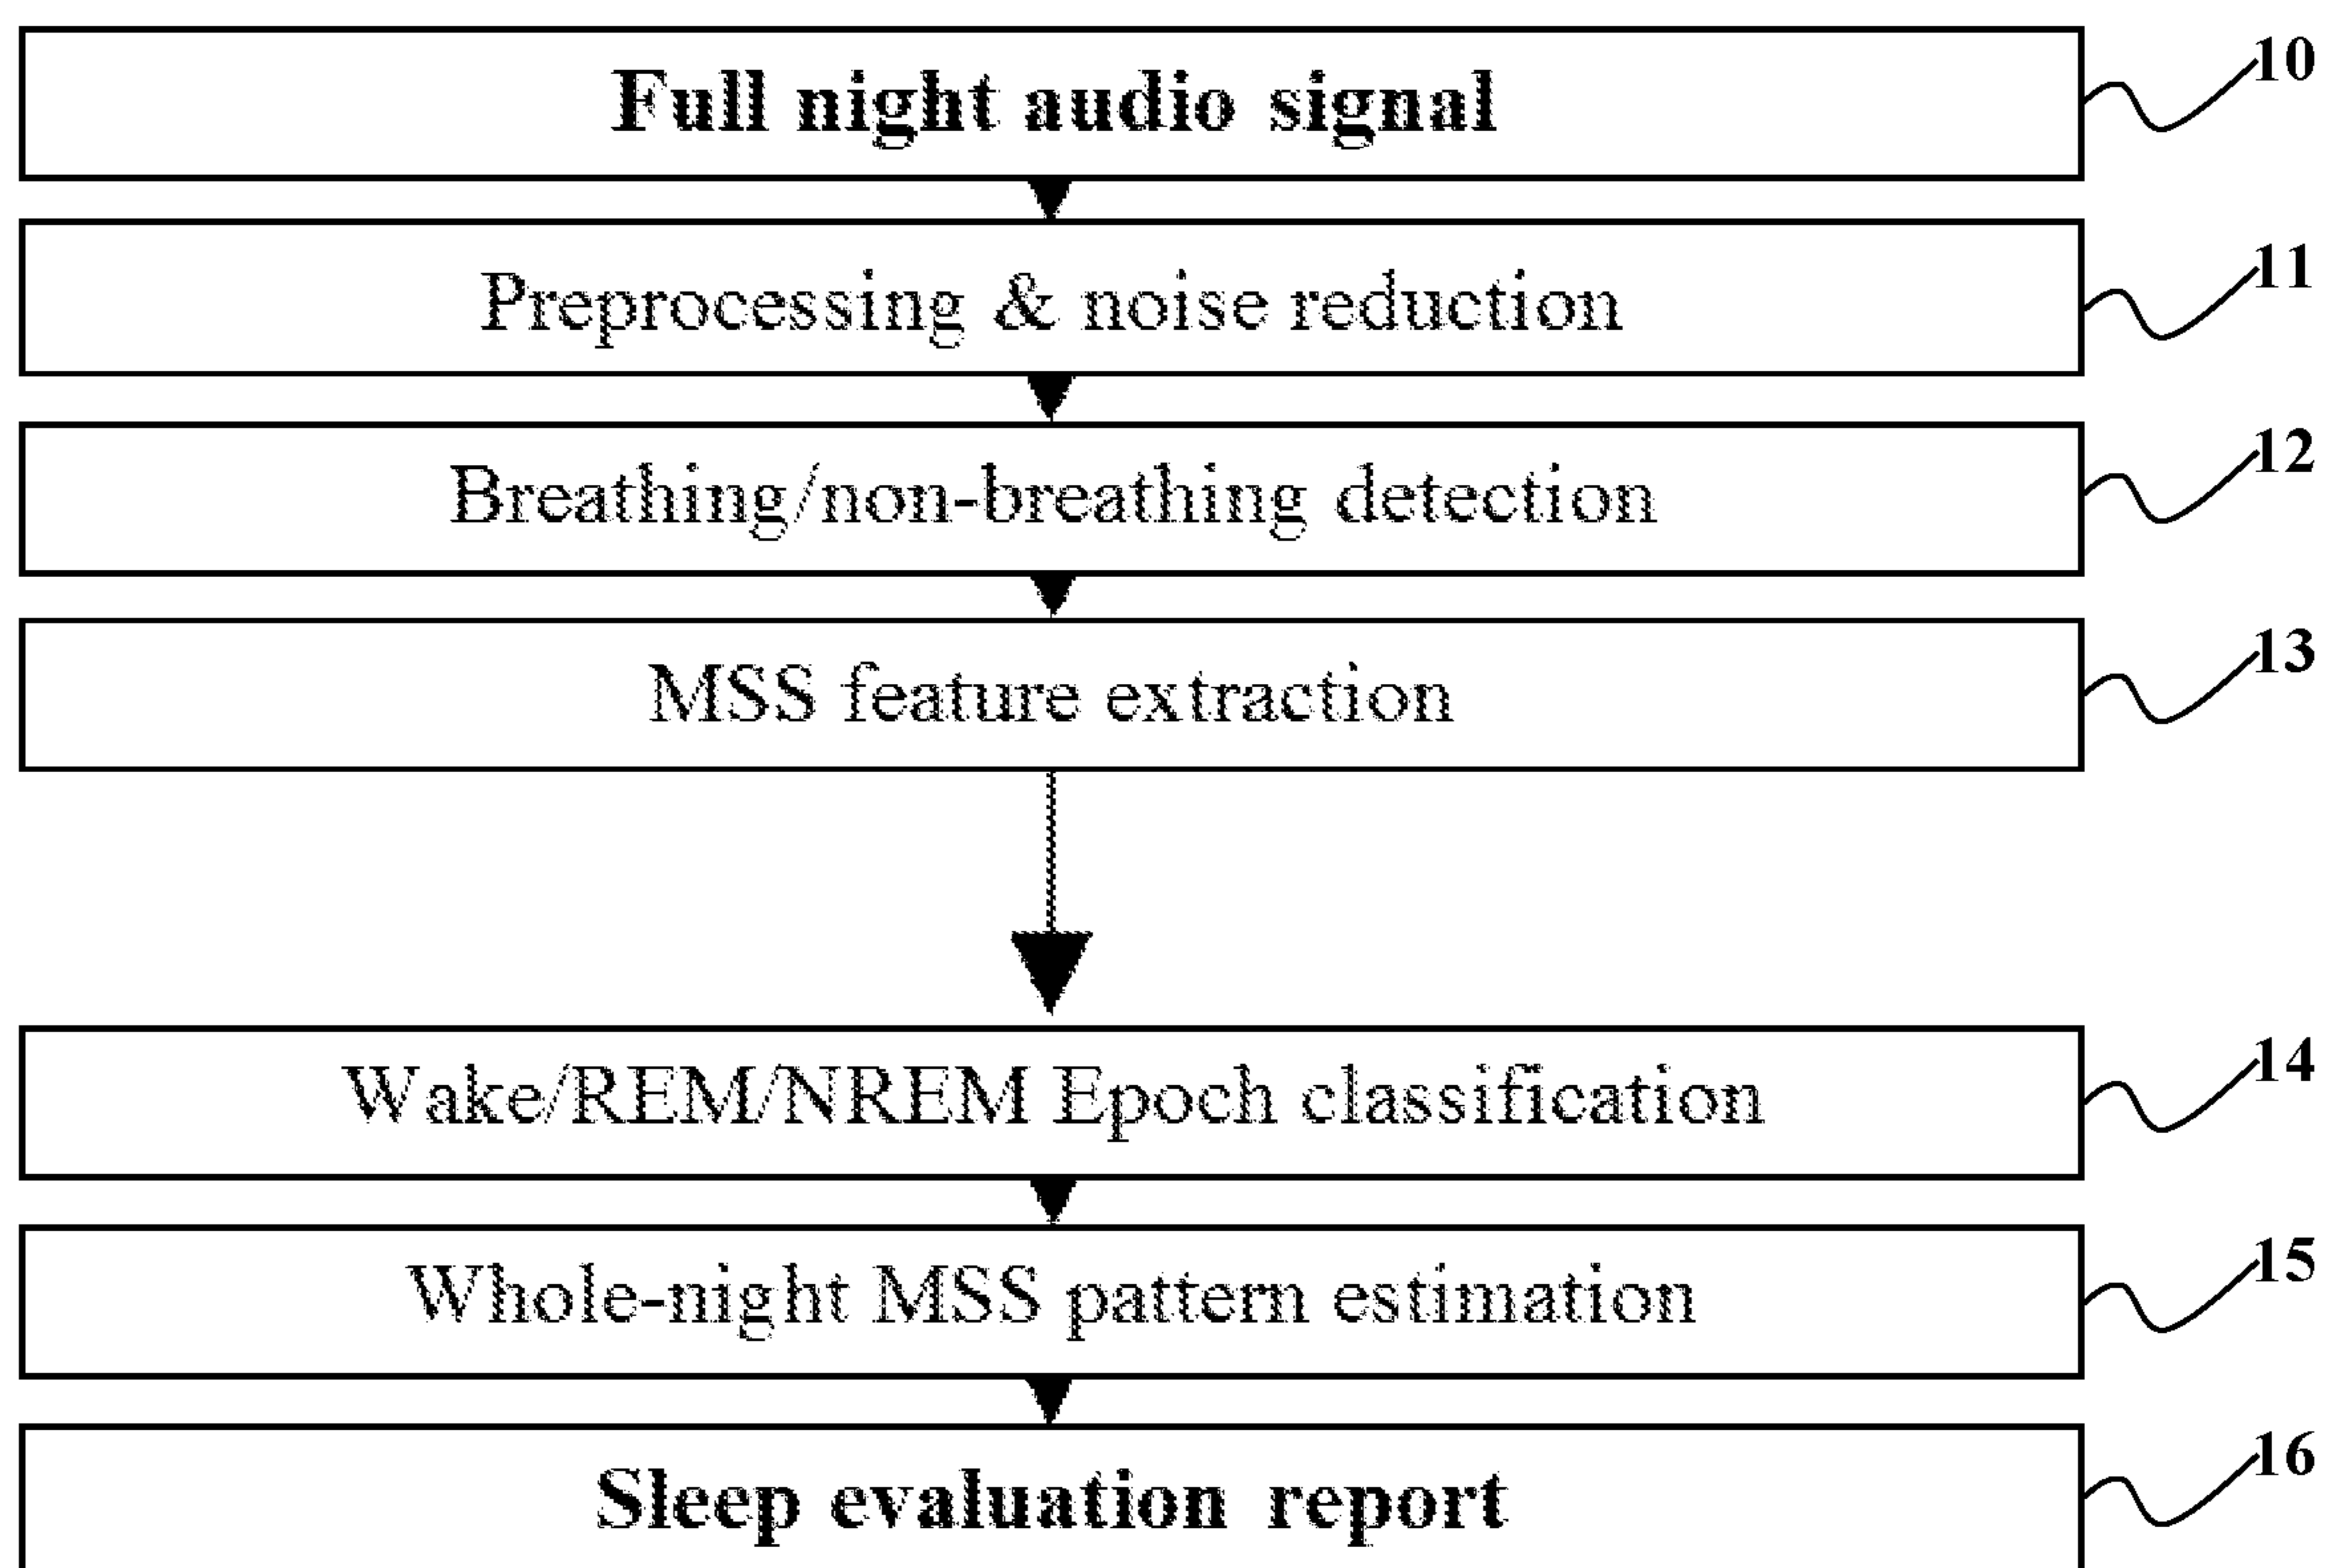 Full night audio signal
10
Preprocessing & noise reduction
11
Breathing/non-breathing detection
12
MSS feature extraction
13
Wake/REM/NREM Epoch classification
14
Whole-night MSS pattern estimation
15
Sleep evaluation report
16